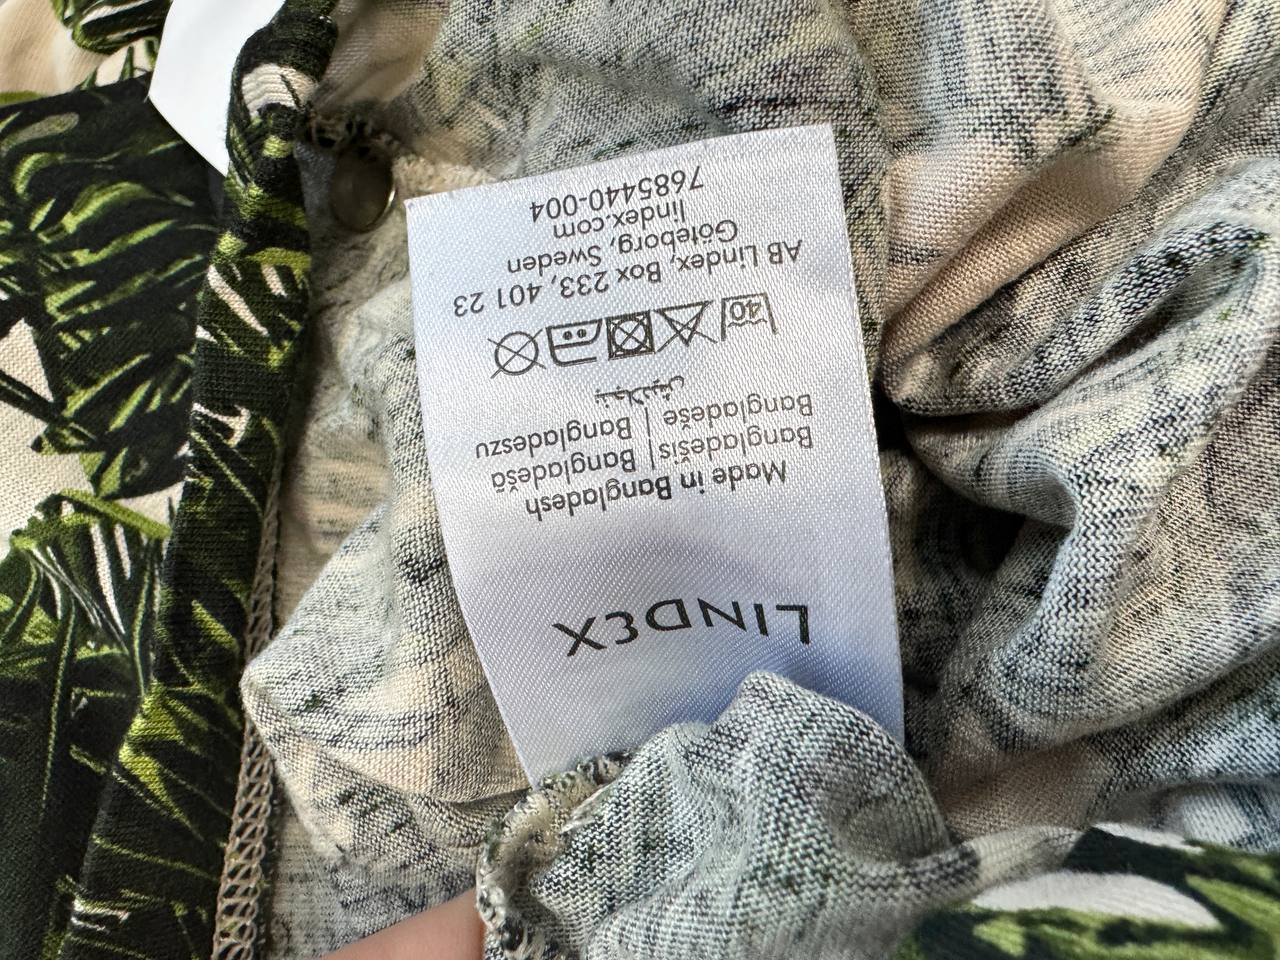 LINDEX
Made in Bangladesh
Bangladešis | Bangladešā
Bangladeše | Bangladeszu
بنجلاديش
40
AB Lindex, Box 233, 401 23
Göteborg, Sweden
lindex.com
7685440-004